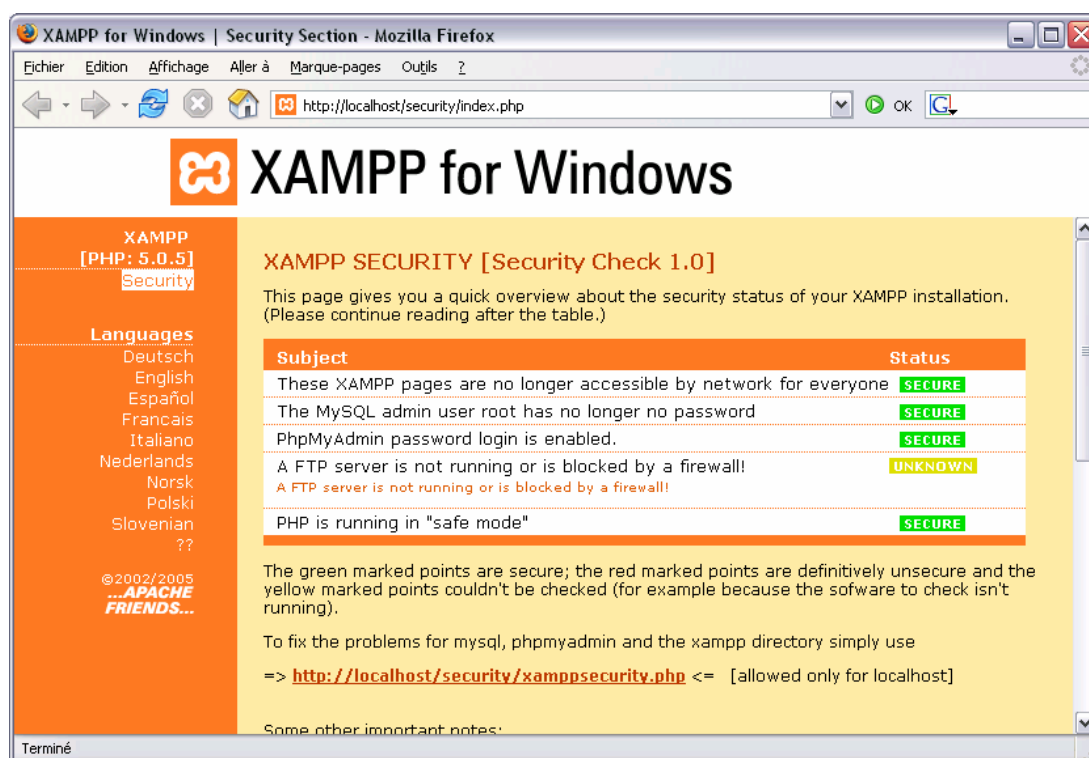 XAMPP for Windows | Security Section - Mozilla Firefox
Eichier Edition Affichage Aller à Marque-pages Outils ?
http://localhost/security/index.php OK G
XAMPP for Windows
XAMPP
[PHP: 5.0.5]
Security
Languages
Deutsch
English
Español
Francais
Italiano
Nederlands
Norsk
Polski
Slovenian
??
©2002/2005
...APACHE
FRIENDS...
XAMPP SECURITY [Security Check 1.0]
This page gives you a quick overview about the security status of your XAMPP installation.
(Please continue reading after the table.)
Subject Status
These XAMPP pages are no longer accessible by network for everyone SECURE
The MySQL admin user root has no longer no password SECURE
PhpMyAdmin password login is enabled. SECURE
A FTP server is not running or is blocked by a firewall! UNKNOWN
A FTP server is not running or is blocked by a firewall!
PHP is running in "safe mode" SECURE
The green marked points are secure; the red marked points are definitively unsecure and the
yellow marked points couldn't be checked (for example because the sofware to check isn't
running).
To fix the problems for mysql, phpmyadmin and the xampp directory simply use
=> http://localhost/security/xamppsecurity.php <= [allowed only for localhost]
Some other important notes:
Terminé